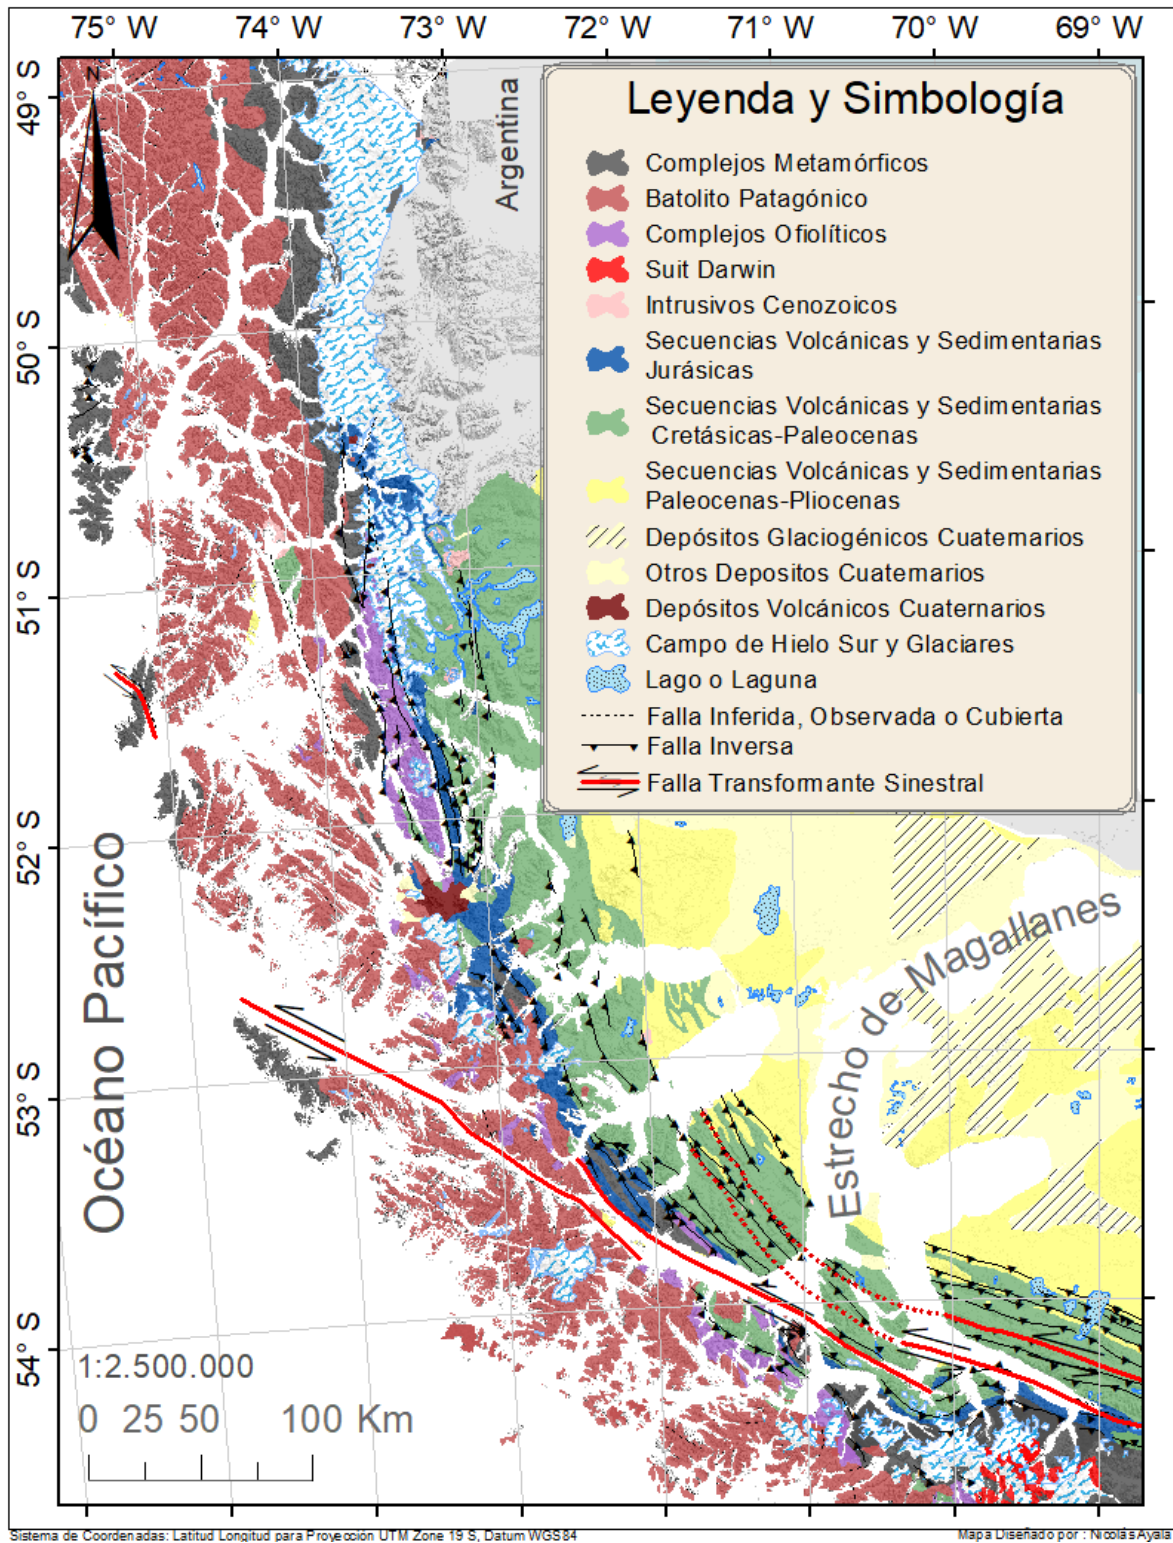 75° W 74° W 73° W 72° W 71° W 70° W 69° W
49° S
50° S
51° S
52° S
53° S
54° S
N
Argentina
Leyenda y Simbología
Complejos Metamórficos
Batolito Patagónico
Complejos Ofiolíticos
Suit Darwin
Intrusivos Cenozoicos
Secuencias Volcánicas y Sedimentarias
Jurásicas
Secuencias Volcánicas y Sedimentarias
Cretásicas-Paleocenas
Secuencias Volcánicas y Sedimentarias
Paleocenas-Pliocenas
Depósitos Glaciogénicos Cuaternarios
Otros Depositos Cuaternarios
Depósitos Volcánicos Cuaternarios
Campo de Hielo Sur y Glaciares
Lago o Laguna
Falla Inferida, Observada o Cubierta
Falla Inversa
Falla Transformante Sinestral
Océano Pacífico
Estrecho de Magallanes
1:2.500.000
0 25 50 100 Km
Sistema de Coordenadas: Latitud Longitud para Proyección UTM Zone 19 S, Datum WGS84
Mapa Diseñado por : Nicolás Ayala